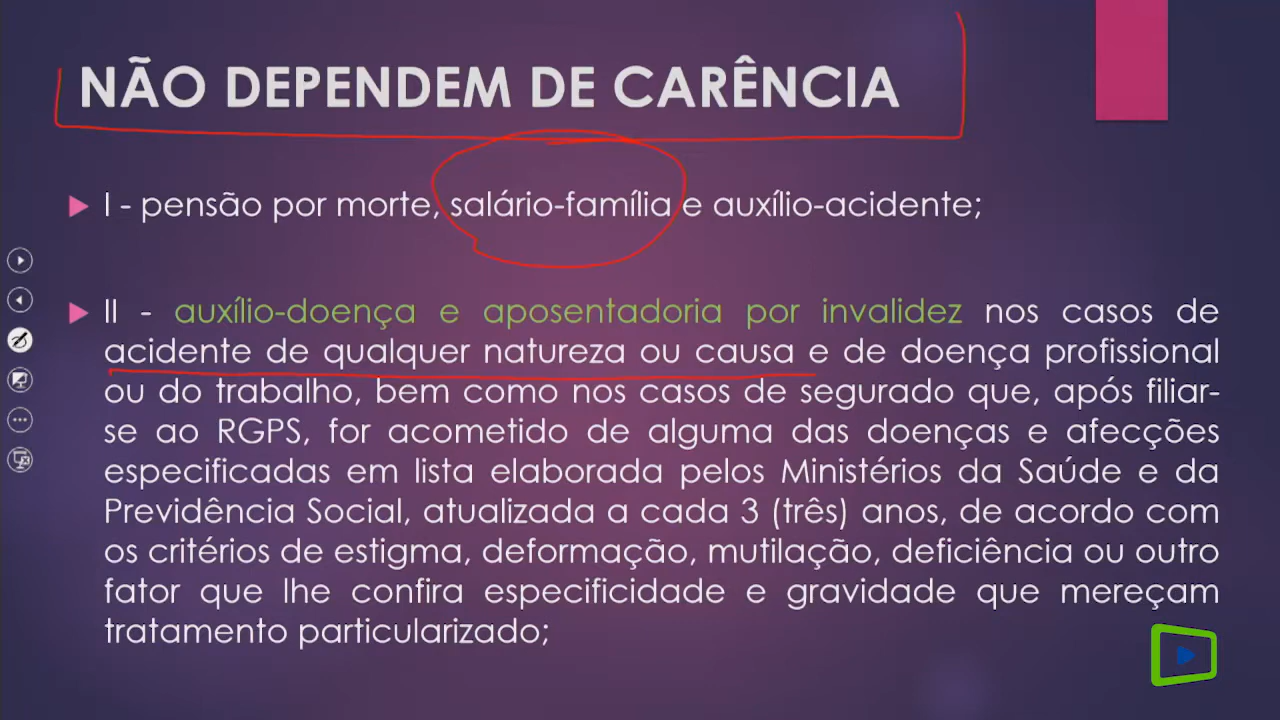 NÃO DEPENDEM DE CARÊNCIA
I - pensão por morte, salário-família e auxílio-acidente;
II - auxílio-doença e aposentadoria por invalidez nos casos de
acidente de qualquer natureza ou causa e de doença profissional
ou do trabalho, bem como nos casos de segurado que, após filiar-
se ao RGPS, for acometido de alguma das doenças e afecções
especificadas em lista elaborada pelos Ministérios da Saúde e da
Previdência Social, atualizada a cada 3 (três) anos, de acordo com
os critérios de estigma, deformação, mutilação, deficiência ou outro
fator que lhe confira especificidade e gravidade que mereçam
tratamento particularizado;